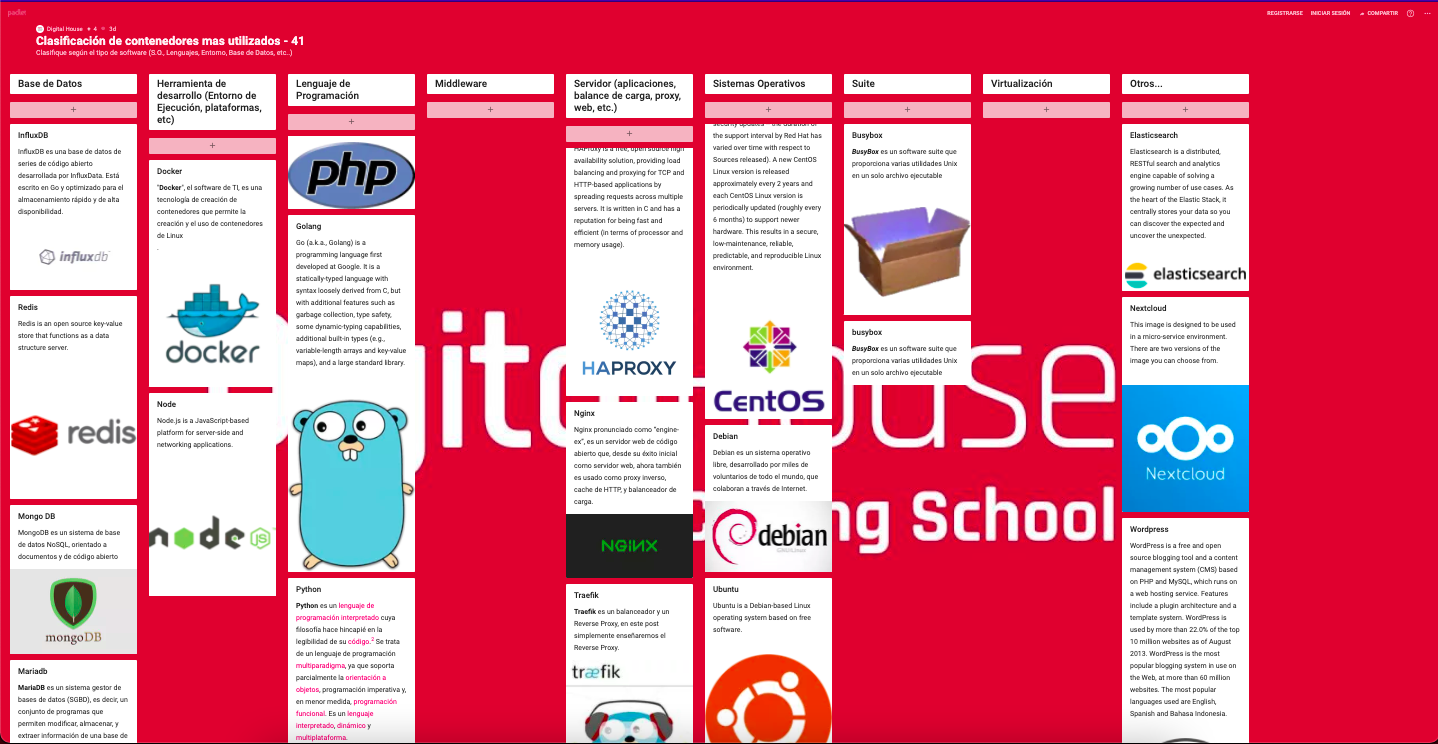 padlet
REGISTRARSE
INICIAR SESIÓN
COMPARTIR
Digital House
4
3d
Clasificación de contenedores mas utilizados - 41
Clasifique según el tipo de software (S.O., Lenguajes, Entorno, Base de Datos, etc..)
Base de Datos
+
InfluxDB
InfluxDB es una base de datos de
series de código abierto
desarrollada por InfluxData. Está
escrito en Go y optimizado para el
almacenamiento rápido y de alta
disponibilidad.
influxdb
Redis
Redis is an open source key-value
store that functions as a data
structure server.
redis
Mongo DB
MongoDB es un sistema de base
de datos NoSQL, orientado a
documentos y de código abierto
mongoDB
Mariadb
MariaDB es un sistema gestor de
bases de datos (SGBD), es decir, un
conjunto de programas que
permiten modificar, almacenar, y
extraer información de una base de
Herramienta de
desarrollo (Entorno de
Ejecución, plataformas,
etc)
+
Docker
"Docker", el software de TI, es una
tecnología de creación de
contenedores que permite la
creación y el uso de contenedores
de Linux
.
docker
Node
Node.js is a JavaScript-based
platform for server-side and
networking applications.
node
JS
Lenguaje de
Programación
+
php
Golang
Go (a.k.a., Golang) is a
programming language first
developed at Google. It is a
statically-typed language with
syntax loosely derived from C, but
with additional features such as
garbage collection, type safety,
some dynamic-typing capabilities,
additional built-in types (e.g.,
variable-length arrays and key-value
maps), and a large standard library.
Python
Python es un lenguaje de
programación interpretado cuya
filosofía hace hincapié en la
legibilidad de su código.2 Se trata
de un lenguaje de programación
multiparadigma, ya que soporta
parcialmente la orientación a
objetos, programación imperativa y,
en menor medida, programación
funcional. Es un lenguaje
interpretado, dinámico y
multiplataforma.
Middleware
+
Servidor (aplicaciones,
balance de carga, proxy,
web, etc.)
+
HAProxy is a free, open source high
availability solution, providing load
balancing and proxying for TCP and
HTTP-based applications by
spreading requests across multiple
servers. It is written in C and has a
reputation for being fast and
efficient (in terms of processor and
memory usage).
HAPROXY
Nginx
Nginx pronunciado como "engine-
ex", es un servidor web de código
abierto que, desde su éxito inicial
como servidor web, ahora también
es usado como proxy inverso,
cache de HTTP, y balanceador de
carga.
NGINX
Traefik
Traefik es un balanceador y un
Reverse Proxy, en este post
simplemente enseñaremos el
Reverse Proxy.
træfik
Sistemas Operativos
+
security updates - the duration of
the support interval by Red Hat has
varied over time with respect to
Sources released). A new CentOS
Linux version is released
approximately every 2 years and
each CentOS Linux version is
periodically updated (roughly every
6 months) to support newer
hardware. This results in a secure,
low-maintenance, reliable,
predictable, and reproducible Linux
environment.
CentOS
Debian
Debian es un sistema operativo
libre, desarrollado por miles de
voluntarios de todo el mundo, que
colaboran a través de Internet.
debian
GNU/Linux
Ubuntu
Ubuntu is a Debian-based Linux
operating system based on free
software.
Suite
+
Busybox
BusyBox es un software suite que
proporciona varias utilidades Unix
en un solo archivo ejecutable
busybox
BusyBox es un software suite que
proporciona varias utilidades Unix
en un solo archivo ejecutable
Virtualización
+
Otros...
+
Elasticsearch
Elasticsearch is a distributed,
RESTful search and analytics
engine capable of solving a
growing number of use cases. As
the heart of the Elastic Stack, it
centrally stores your data so you
can discover the expected and
uncover the unexpected.
elasticsearch
Nextcloud
This image is designed to be used
in a micro-service environment.
There are two versions of the
image you can choose from.
Nextcloud
Wordpress
WordPress is a free and open
source blogging tool and a content
management system (CMS) based
on PHP and MySQL, which runs on
a web hosting service. Features
include a plugin architecture and a
template system. WordPress is
used by more than 22.0% of the top
10 million websites as of August
2013. WordPress is the most
popular blogging system in use on
the Web, at more than 60 million
websites. The most popular
languages used are English,
Spanish and Bahasa Indonesia.
git
ouse
ng School